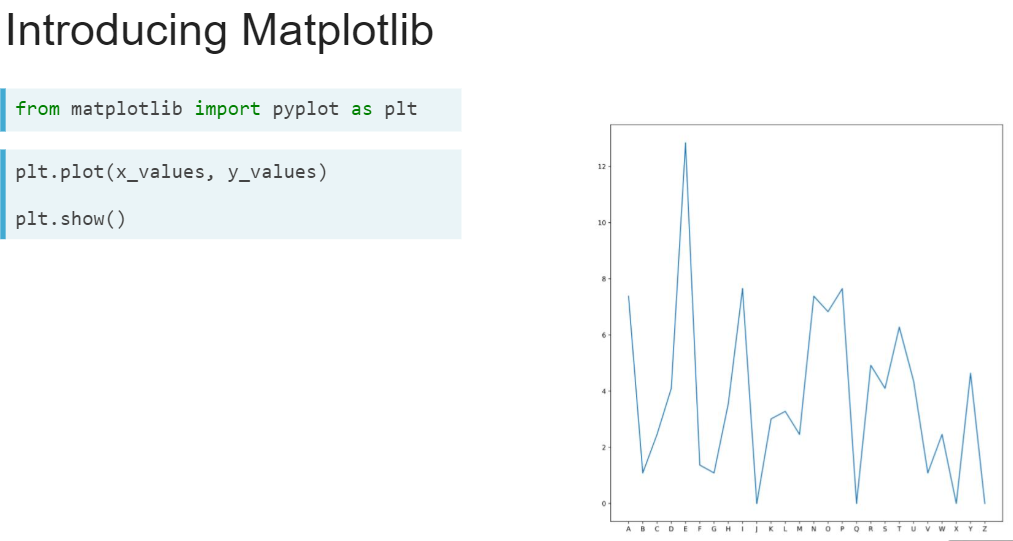 Introducing Matplotlib
from matplotlib import pyplot as plt
plt.plot(x_values, y_values)
plt.show()
12
10
8
6
4
2
0
A B C D E F G H I J K L M N O P Q R S T U V W X Y Z